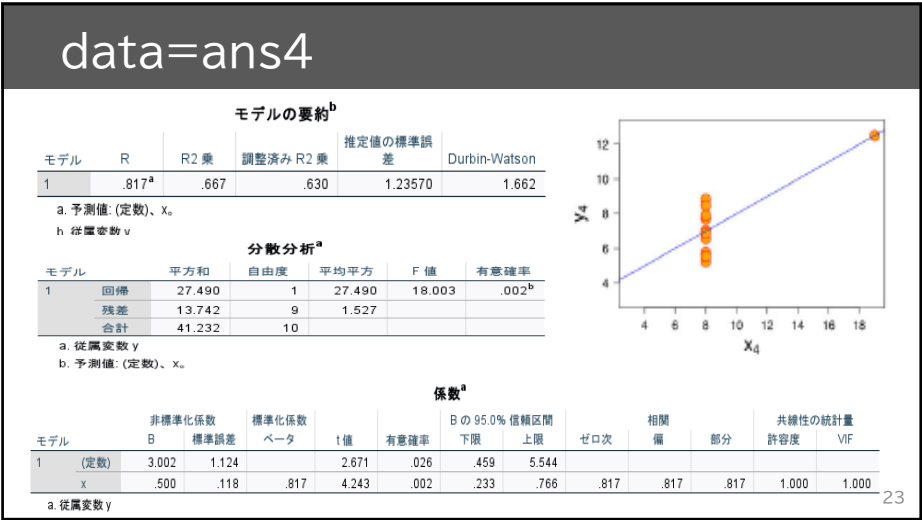 data=ans4
モデルの要約b
モデル R R2 乗 調整済み R2 乗 推定値の標準誤差 Durbin-Watson
1 .817a .667 .630 1.23570 1.662
a. 予測値: (定数)、x。
b. 従属変数 y
分散分析a
モデル 平方和 自由度 平均平方 F 値 有意確率
1 回帰 27.490 1 27.490 18.003 .002b
残差 13.742 9 1.527
合計 41.232 10
a. 従属変数 y
b. 予測値: (定数)、x。
12
10
8
6
4
y4
4 6 8 10 12 14 16 18
x4
係数a
非標準化係数 標準化係数 B の 95.0% 信頼区間 相関 共線性の統計量
モデル B 標準誤差 ベータ t 値 有意確率 下限 上限 ゼロ次 偏 部分 許容度 VIF
1 (定数) 3.002 1.124 2.671 .026 .459 5.544
x .500 .118 .817 4.243 .002 .233 .766 .817 .817 .817 1.000 1.000
a. 従属変数 y
23